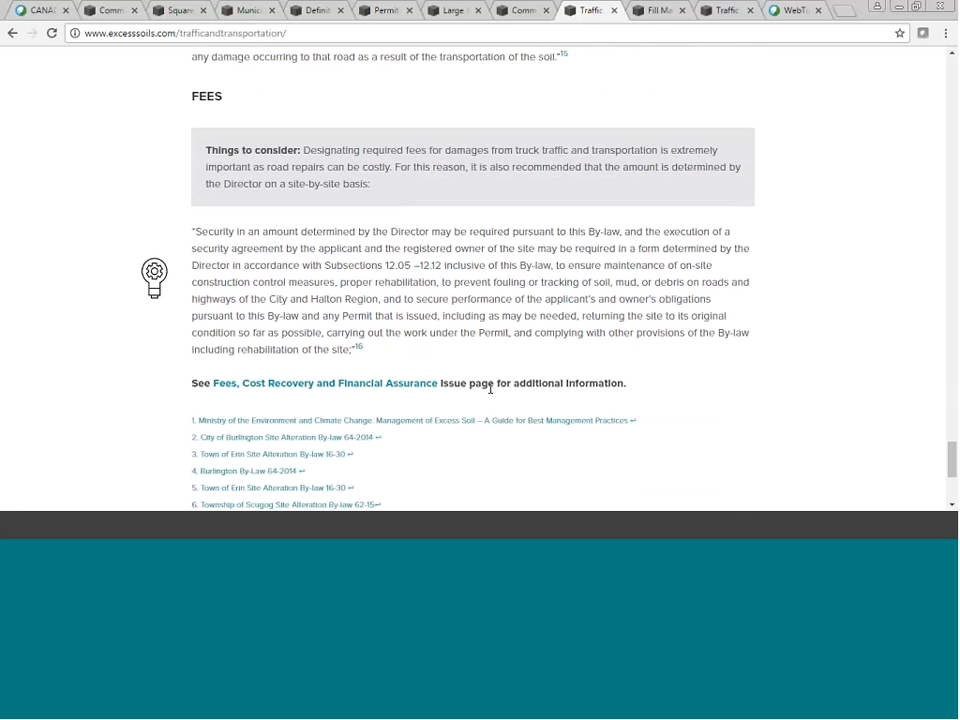 CANA
Comm
Square
Munici
Definit
Permit
Large
Comm
Traffic
Fill Ma
Traffic
WebT
www.excesssoils.com/trafficandtransportation/
any damage occurring to that road as a result of the transportation of the soil."15
FEES
Things to consider: Designating required fees for damages from truck traffic and transportation is extremely
important as road repairs can be costly. For this reason, it is also recommended that the amount is determined by
the Director on a site-by-site basis:
"Security in an amount determined by the Director may be required pursuant to this By-law, and the execution of a
security agreement by the applicant and the registered owner of the site may be required in a form determined by the
Director in accordance with Subsections 12.05 –12.12 inclusive of this By-law, to ensure maintenance of on-site
construction control measures, proper rehabilitation, to prevent fouling or tracking of soil, mud, or debris on roads and
highways of the City and Halton Region, and to secure performance of the applicant's and owner's obligations
pursuant to this By-law and any Permit that is issued, including as may be needed, returning the site to its original
condition so far as possible, carrying out the work under the Permit, and complying with other provisions of the By-law
including rehabilitation of the site;"16
See Fees, Cost Recovery and Financial Assurance Issue page for additional Information.
1. Ministry of the Environment and Climate Change. Management of Excess Soil – A Guide for Best Management Practices ↩
2. City of Burlington Site Alteration By-law 64-2014 ↩
3. Town of Erin Site Alteration By-law 16-30 ↩
4. Burlington By-Law 64-2014 ↩
5. Town of Erin Site Alteration By-law 16-30 ↩
6. Township of Scugog Site Alteration By-law 62-15↩